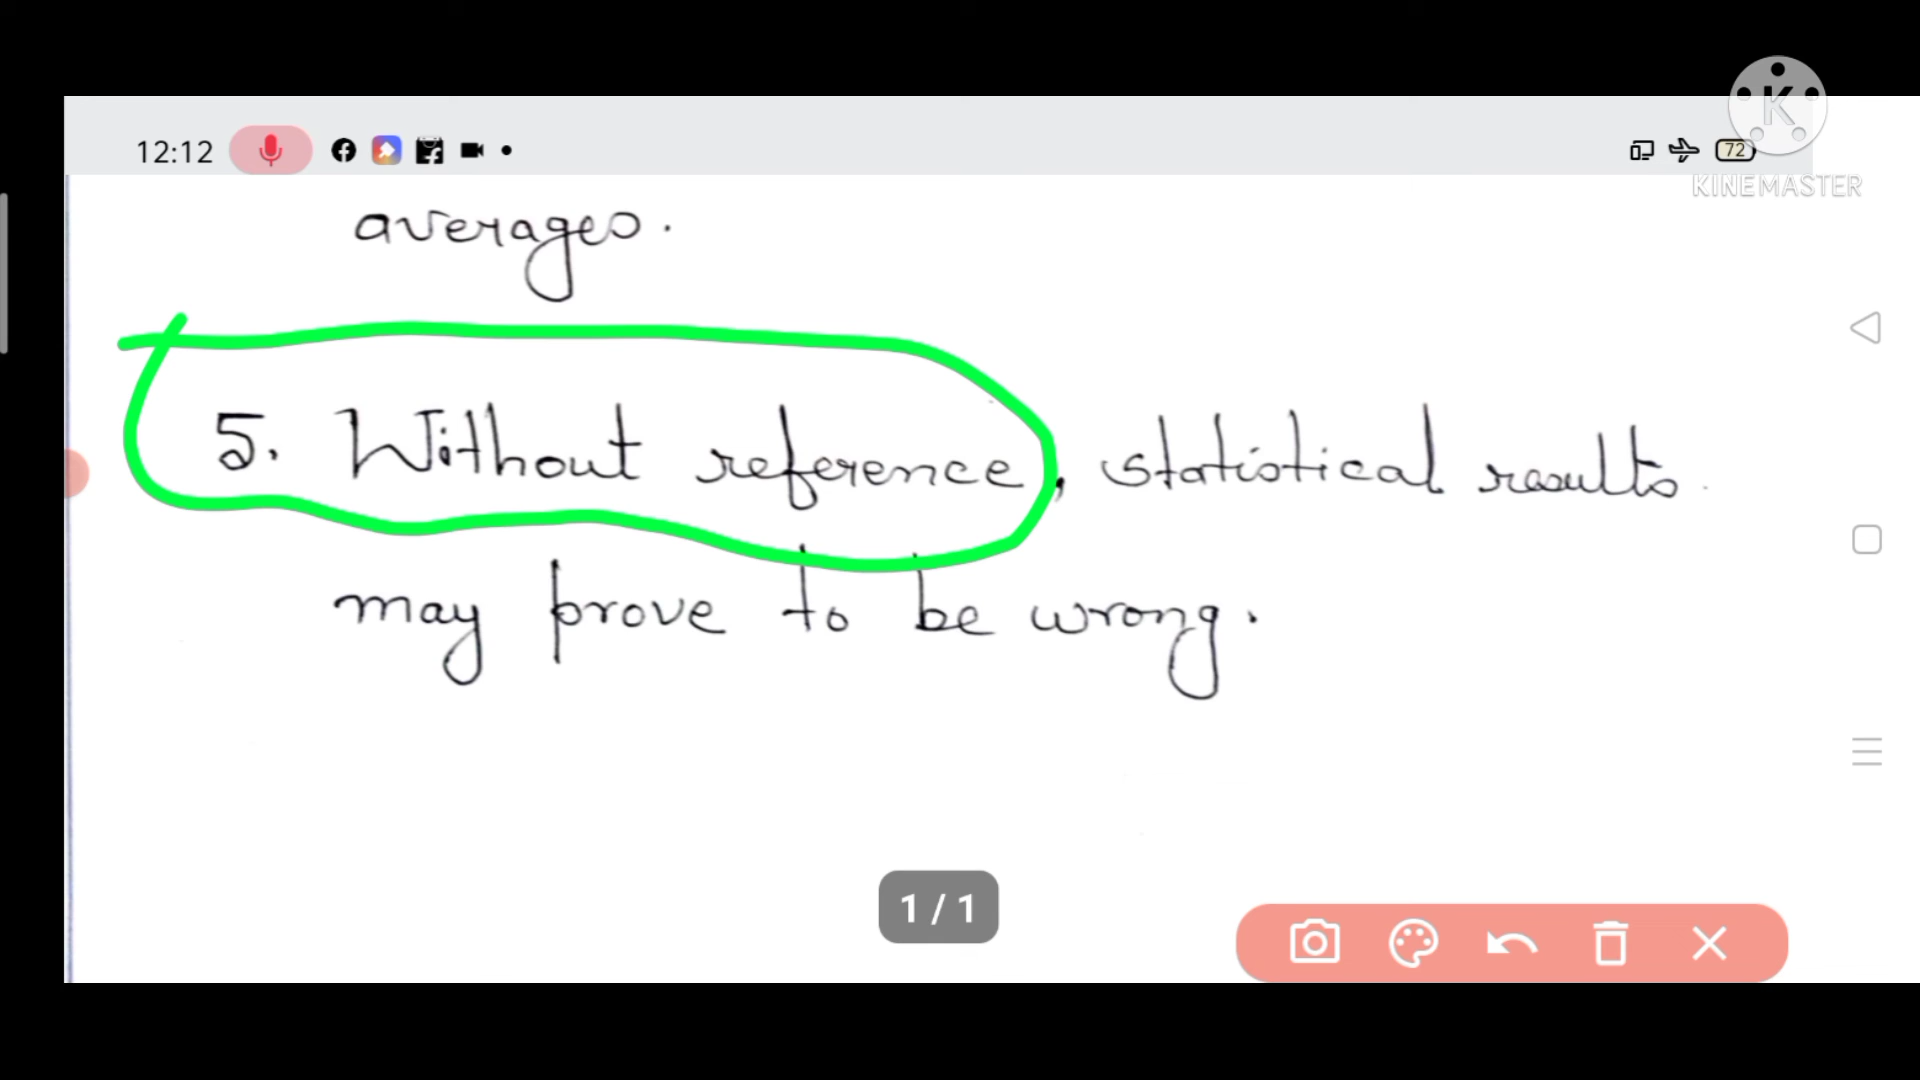 12:12
72
KINEMASTER
averages.
5. Without reference, statistical results
may prove to be wrong.
1/1